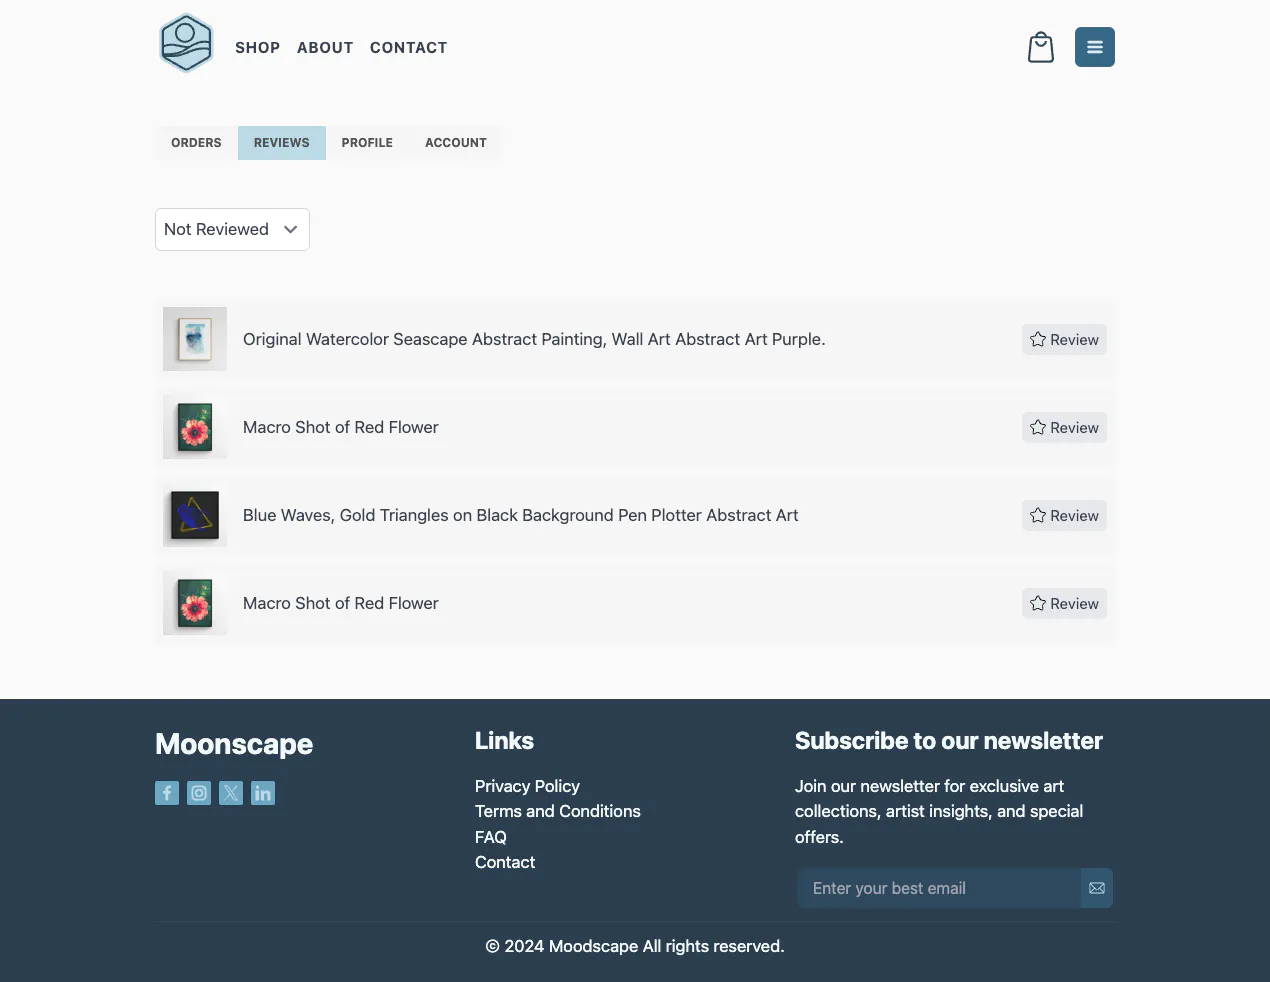 SHOP ABOUT CONTACT
ORDERS REVIEWS PROFILE ACCOUNT
Not Reviewed
Original Watercolor Seascape Abstract Painting, Wall Art Abstract Art Purple.
Review
Macro Shot of Red Flower
Review
Blue Waves, Gold Triangles on Black Background Pen Plotter Abstract Art
Review
Macro Shot of Red Flower
Review
Moonscape
Links
Privacy Policy
Terms and Conditions
FAQ
Contact
Subscribe to our newsletter
Join our newsletter for exclusive art
collections, artist insights, and special
offers.
Enter your best email
© 2024 Moodscape All rights reserved.